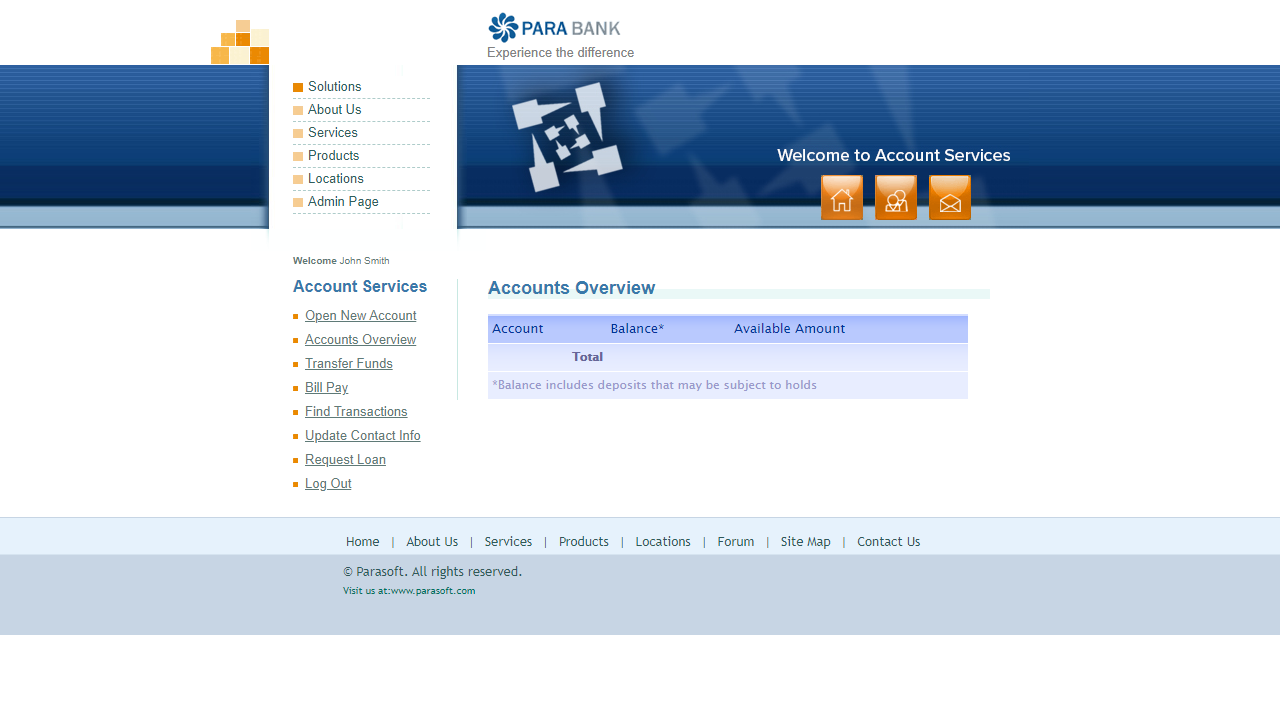 PARA BANK
Experience the difference
Solutions
About Us
Services
Products
Locations
Admin Page
Welcome to Account Services
Welcome John Smith
Account Services
Open New Account
Accounts Overview
Transfer Funds
Bill Pay
Find Transactions
Update Contact Info
Request Loan
Log Out
Accounts Overview
Account Balance* Available Amount
Total
*Balance includes deposits that may be subject to holds
Home | About Us | Services | Products | Locations | Forum | Site Map | Contact Us
© Parasoft. All rights reserved.
Visit us at:www.parasoft.com